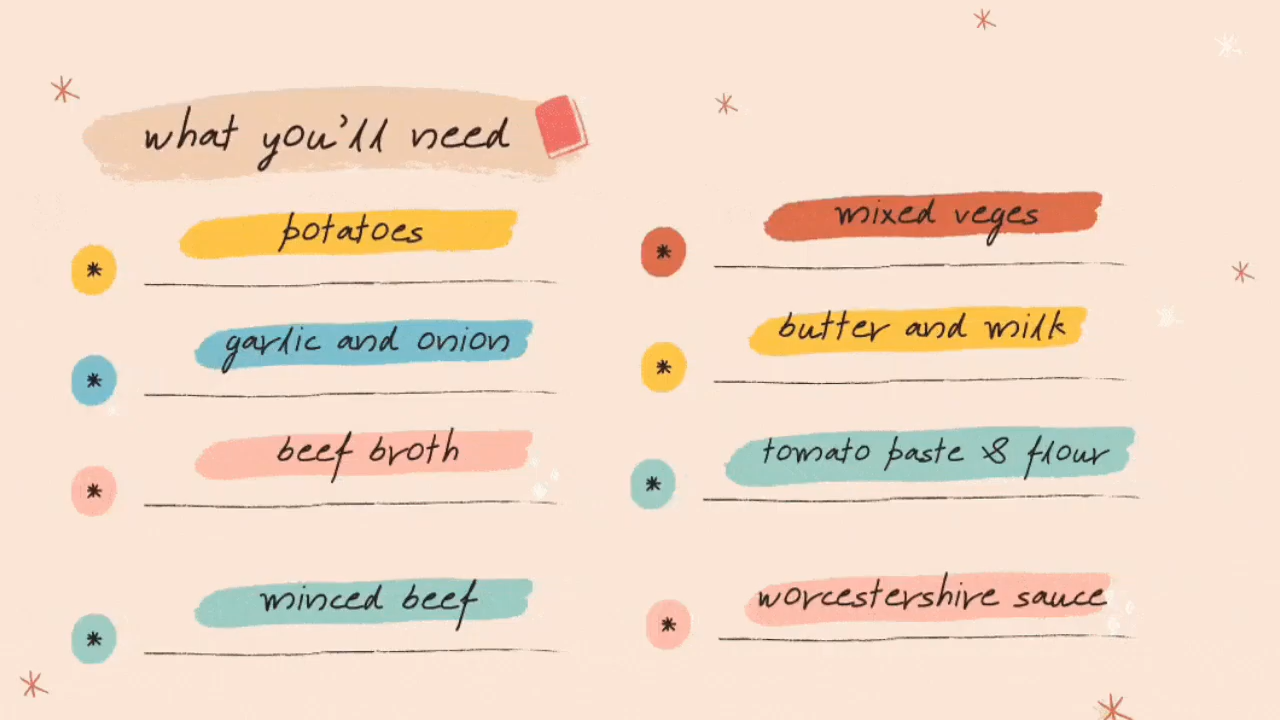 what you'll need
potatoes
garlic and onion
beef broth
minced beef
mixed veges
butter and milk
tomato paste & flour
worcestershire sauce